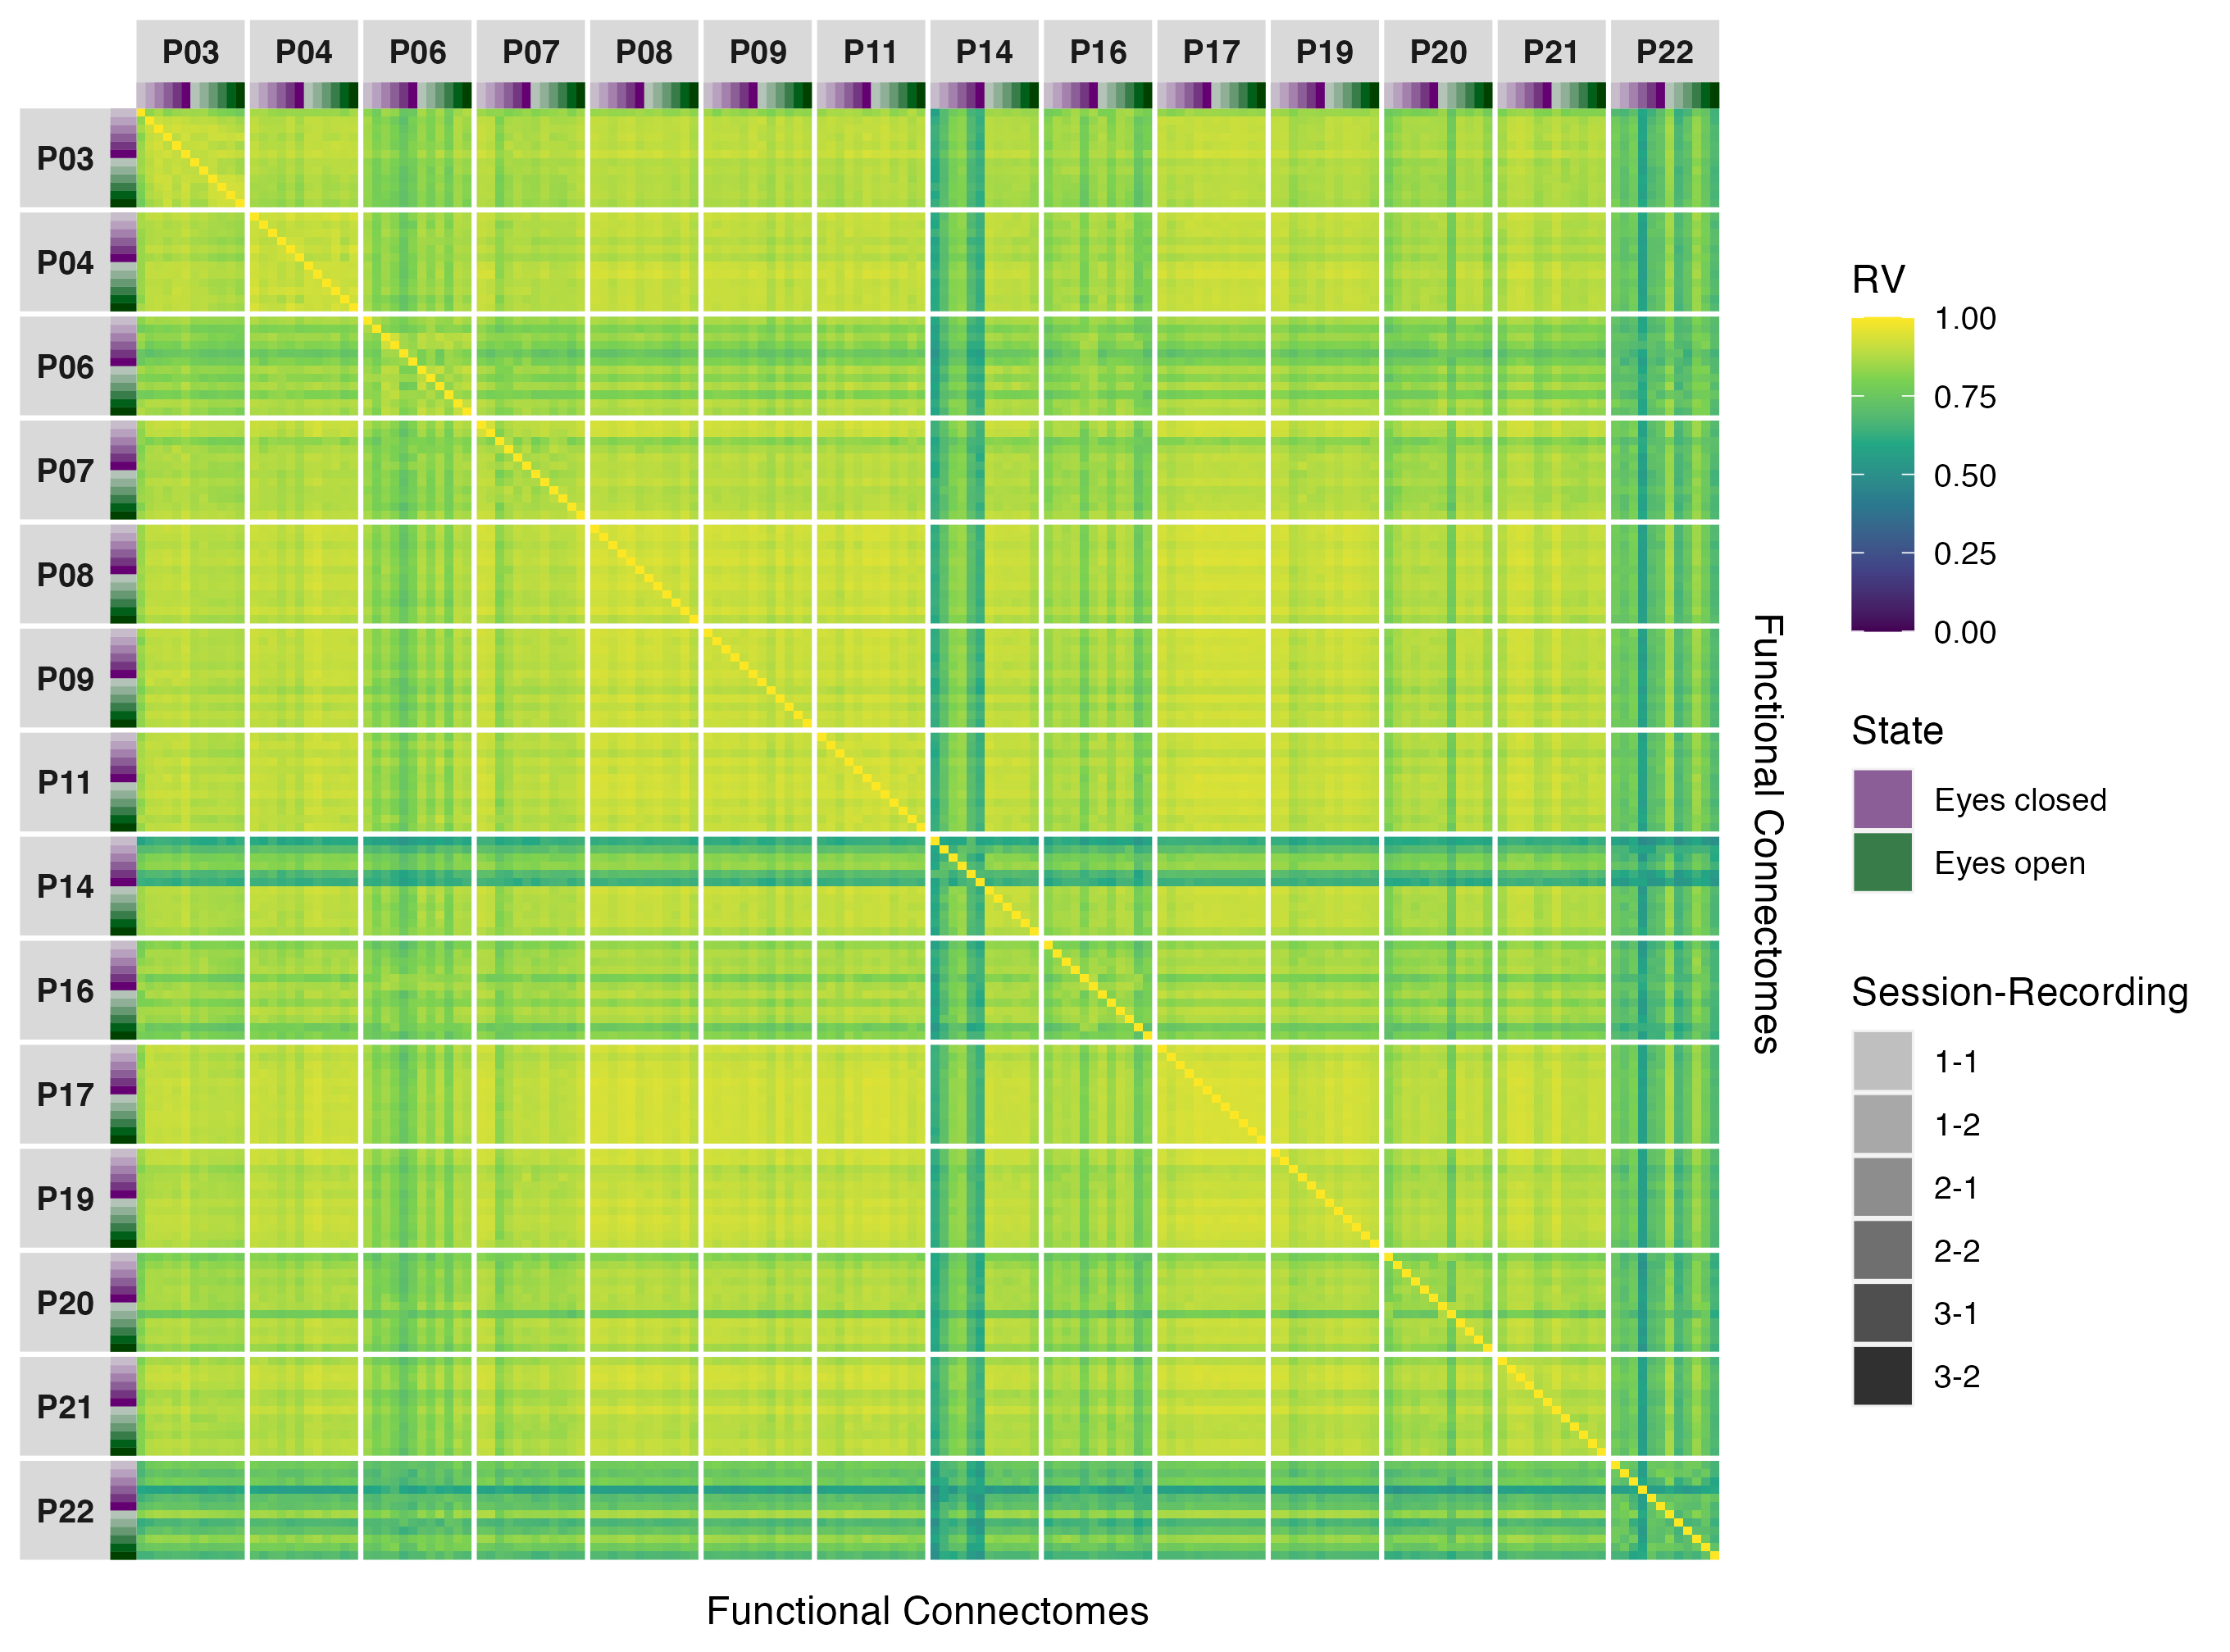 P03 P04 P06 P07 P08 P09 P11 P14 P16 P17 P19 P20 P21 P22
P03
P04
P06
P07
P08
P09
P11
P14
P16
P17
P19
P20
P21
P22
Functional Connectomes
Functional Connectomes
RV
1.00
0.75
0.50
0.25
0.00
State
Eyes closed
Eyes open
Session-Recording
1-1
1-2
2-1
2-2
3-1
3-2